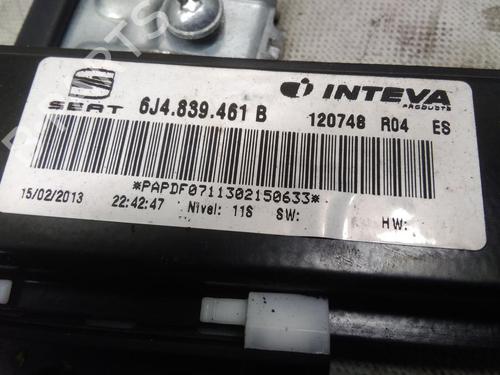 SEAT
6J4.839.461 B
INTEVA
PRODUCTS
120748 R04 ES
*PAPDF0711302150633*
15/02/2013 22:42:47 Nivel: 11S SW: HW: